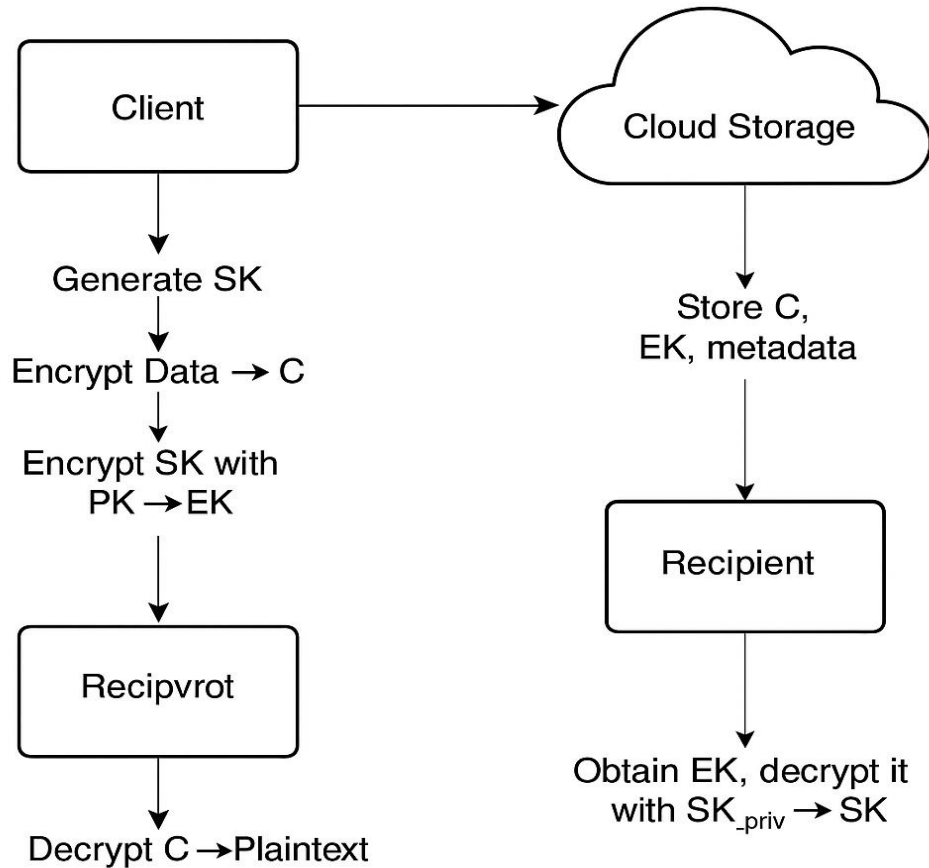 Client
Cloud Storage
Generate SK
Encrypt Data → C
Encrypt SK with
PK → EK
Recipvrot
Decrypt C → Plaintext
Store C,
EK, metadata
Recipient
Obtain EK, decrypt it
with SK_priv → SK